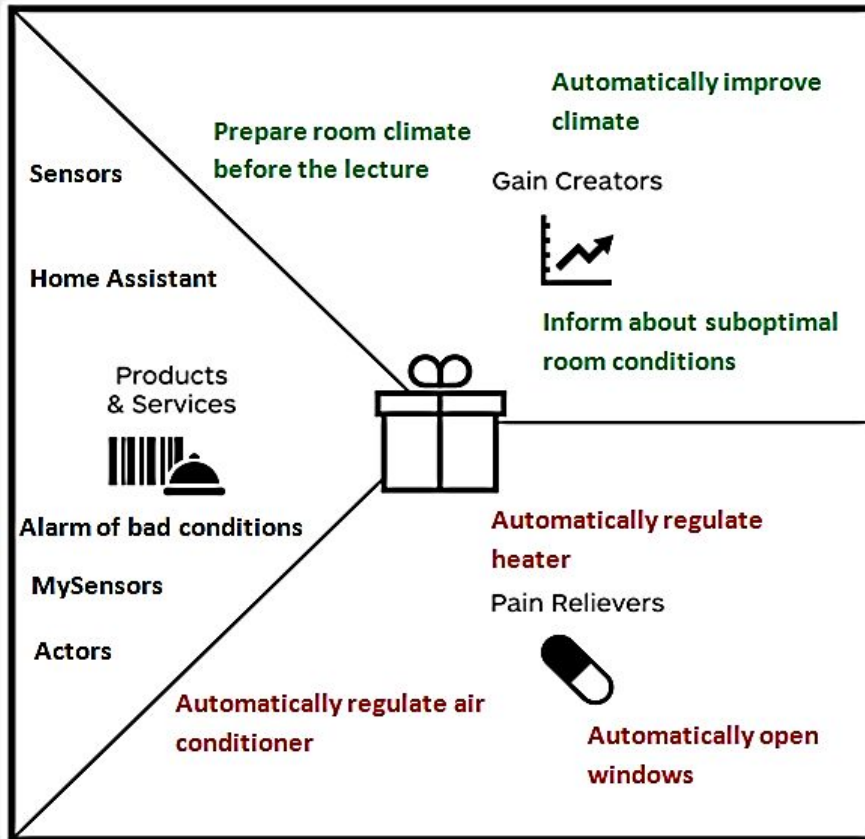 Automatically improve
climate
Prepare room climate
before the lecture
Gain Creators
Inform about suboptimal
room conditions
Sensors
Home Assistant
Products
& Services
Alarm of bad conditions
MySensors
Actors
Automatically regulate
heater
Pain Relievers
Automatically regulate air
conditioner
Automatically open
windows